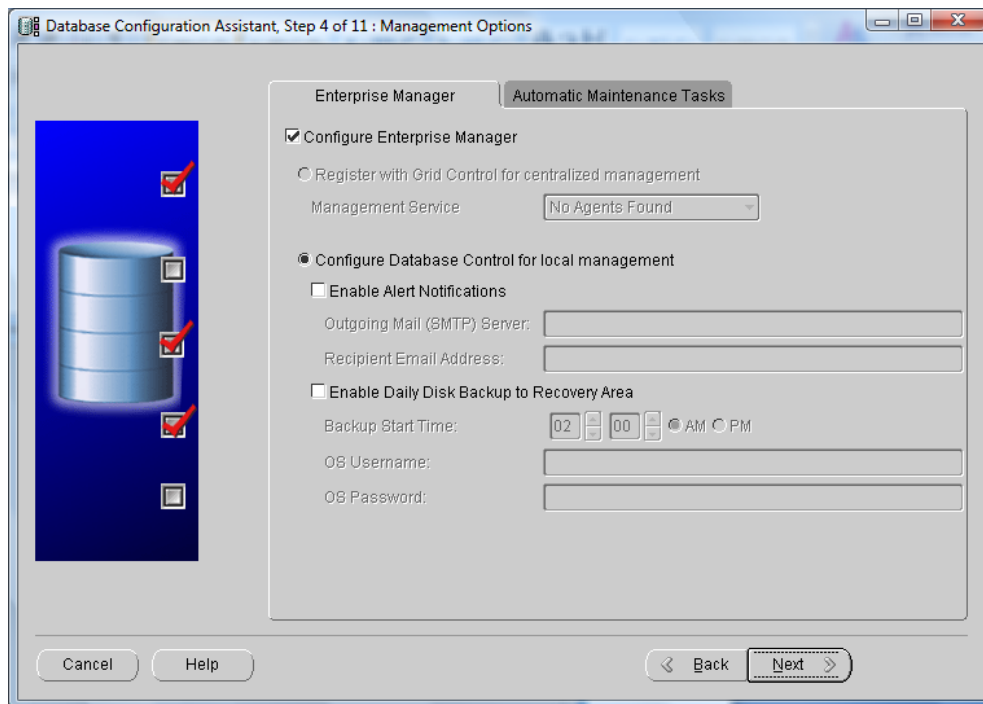 Database Configuration Assistant, Step 4 of 11 : Management Options
Enterprise Manager
Automatic Maintenance Tasks
Configure Enterprise Manager
Register with Grid Control for centralized management
Management Service
No Agents Found
Configure Database Control for local management
Enable Alert Notifications
Outgoing Mail (SMTP) Server:
Recipient Email Address:
Enable Daily Disk Backup to Recovery Area
Backup Start Time: 02 00 AM PM
OS Username:
OS Password:
Cancel Help Back Next